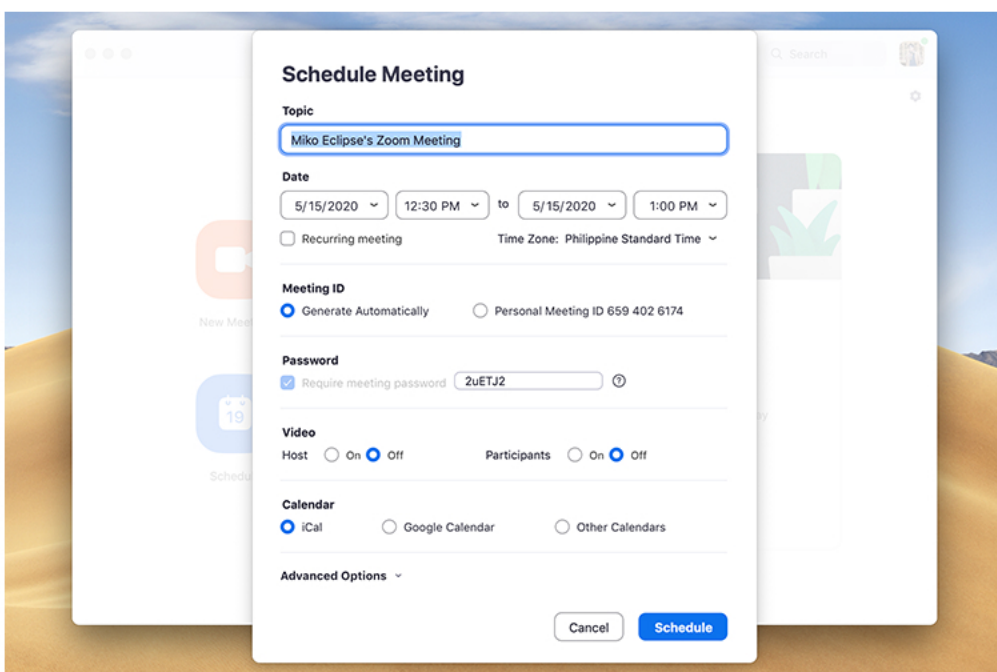 Search
Schedule Meeting
Topic
Miko Eclipse's Zoom Meeting
Date
5/15/2020 12:30 PM to 5/15/2020 1:00 PM
Recurring meeting Time Zone: Philippine Standard Time
Meeting ID
Generate Automatically Personal Meeting ID 659 402 6174
New Meet
Password
Require meeting password 2uETJ2
19
Video
Host On Off Participants On Off
Schedu
Calendar
iCal Google Calendar Other Calendars
Advanced Options
Cancel Schedule